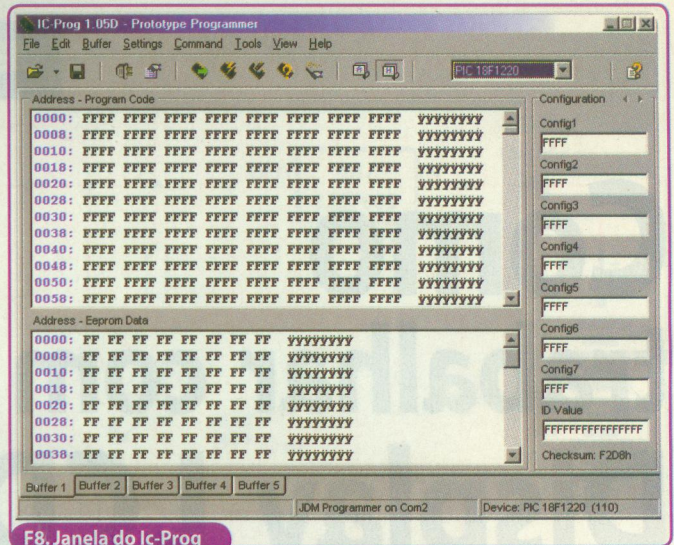 IC-Prog 1.05D - Prototype Programmer
File Edit Buffer Settings Command Tools View Help
PIC 18F1220
Address - Program Code
0000: FFFF FFFF FFFF FFFF FFFF FFFF FFFF FFFF ÿÿÿÿÿÿÿÿ
0008: FFFF FFFF FFFF FFFF FFFF FFFF FFFF FFFF ÿÿÿÿÿÿÿÿ
0010: FFFF FFFF FFFF FFFF FFFF FFFF FFFF FFFF ÿÿÿÿÿÿÿÿ
0018: FFFF FFFF FFFF FFFF FFFF FFFF FFFF FFFF ÿÿÿÿÿÿÿÿ
0020: FFFF FFFF FFFF FFFF FFFF FFFF FFFF FFFF ÿÿÿÿÿÿÿÿ
0028: FFFF FFFF FFFF FFFF FFFF FFFF FFFF FFFF ÿÿÿÿÿÿÿÿ
0030: FFFF FFFF FFFF FFFF FFFF FFFF FFFF FFFF ÿÿÿÿÿÿÿÿ
0038: FFFF FFFF FFFF FFFF FFFF FFFF FFFF FFFF ÿÿÿÿÿÿÿÿ
0040: FFFF FFFF FFFF FFFF FFFF FFFF FFFF FFFF ÿÿÿÿÿÿÿÿ
0048: FFFF FFFF FFFF FFFF FFFF FFFF FFFF FFFF ÿÿÿÿÿÿÿÿ
0050: FFFF FFFF FFFF FFFF FFFF FFFF FFFF FFFF ÿÿÿÿÿÿÿÿ
0058: FFFF FFFF FFFF FFFF FFFF FFFF FFFF FFFF ÿÿÿÿÿÿÿÿ
Address - Eeprom Data
0000: FF FF FF FF FF FF FF FF ÿÿÿÿÿÿÿÿ
0008: FF FF FF FF FF FF FF FF ÿÿÿÿÿÿÿÿ
0010: FF FF FF FF FF FF FF FF ÿÿÿÿÿÿÿÿ
0018: FF FF FF FF FF FF FF FF ÿÿÿÿÿÿÿÿ
0020: FF FF FF FF FF FF FF FF ÿÿÿÿÿÿÿÿ
0028: FF FF FF FF FF FF FF FF ÿÿÿÿÿÿÿÿ
0030: FF FF FF FF FF FF FF FF ÿÿÿÿÿÿÿÿ
0038: FF FF FF FF FF FF FF FF ÿÿÿÿÿÿÿÿ
Configuration
Config1
FFFF
Config2
FFFF
Config3
FFFF
Config4
FFFF
Config5
FFFF
Config6
FFFF
Config7
FFFF
ID Value
FFFFFFFFFFFFFFFF
Checksum: F2D8h
Buffer 1 Buffer 2 Buffer 3 Buffer 4 Buffer 5
JDM Programmer on Com2
Device: PIC 18F1220 (110)
F8. Janela do Ic-Prog